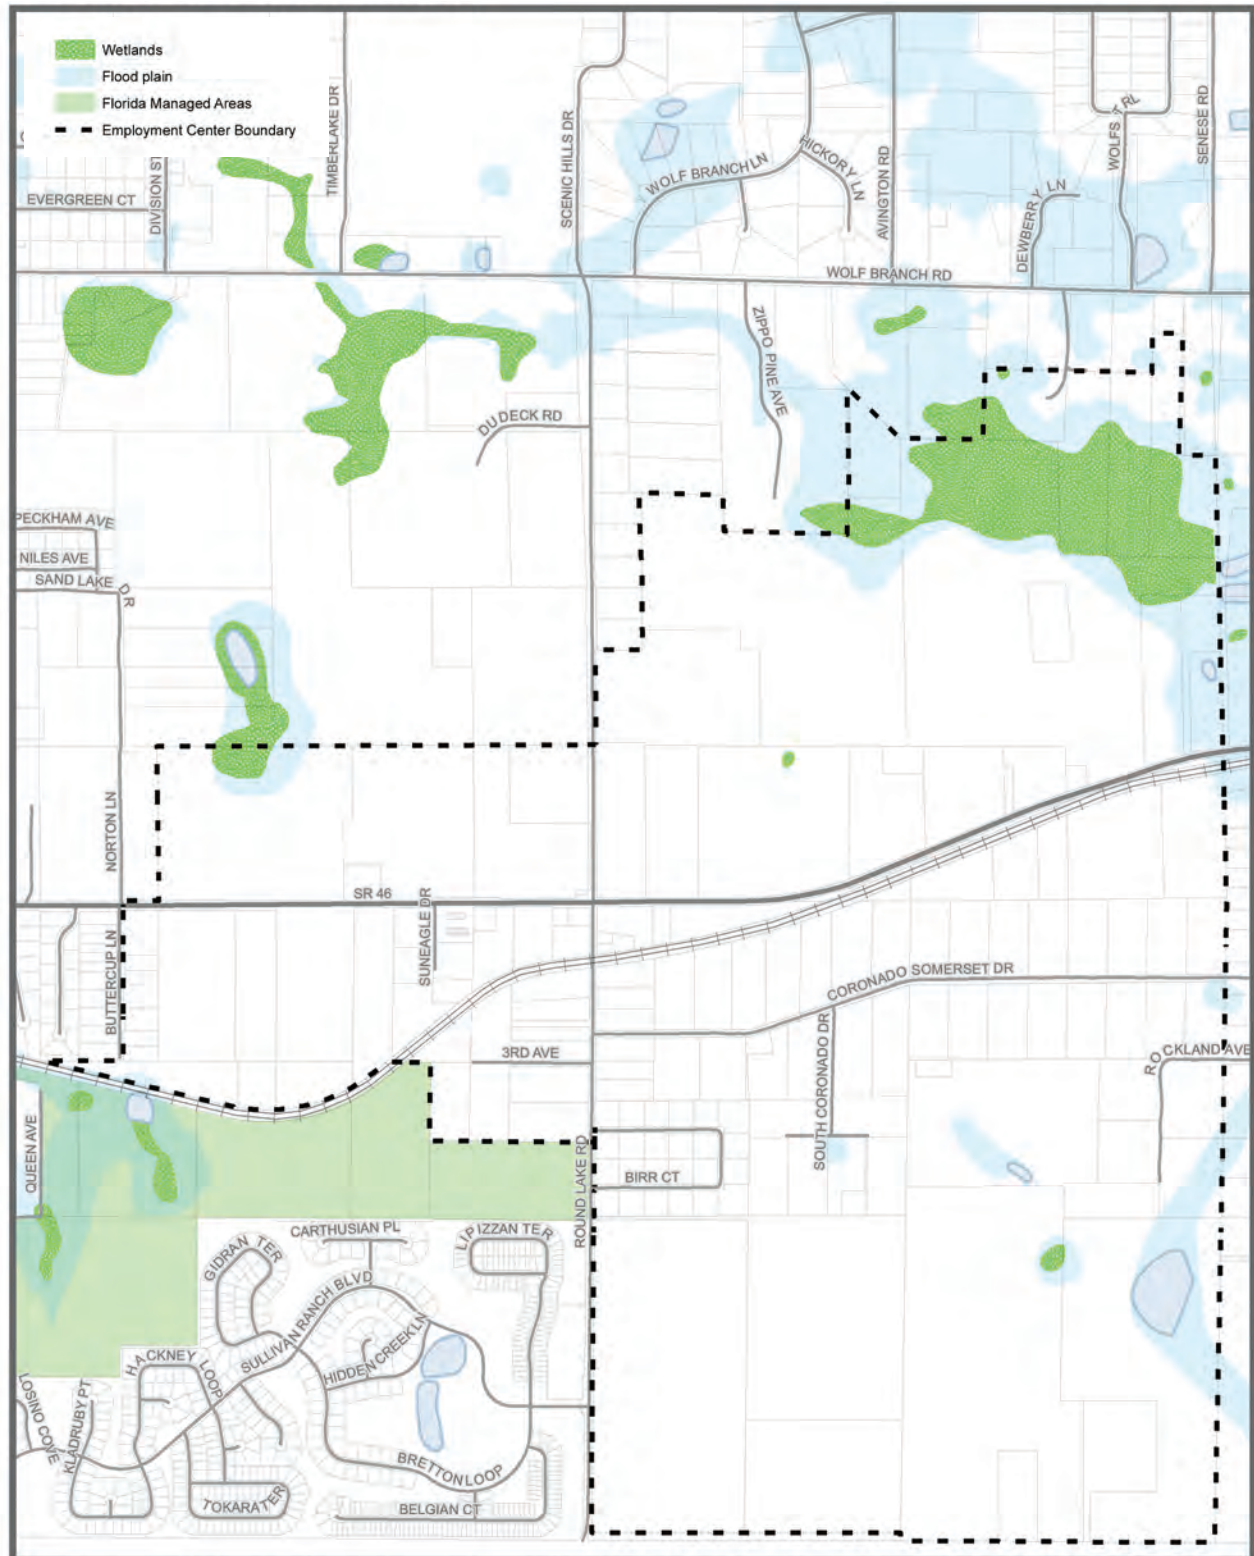 Wetlands
Flood plain
Florida Managed Areas
Employment Center Boundary
TIMBERLAKE DR
SCENIC HILLS DR
DIVISION ST
EVERGREEN CT
WOLF BRANCH LN
HICKORY LN
AVINGTON RD
DEWBERRY LN
WOLFS TRL
SENESE RD
WOLF BRANCH RD
ZIPPO PINE AVE
DUDECK RD
PECKHAM AVE
NILES AVE
SAND LAKE DR
NORTON LN
SR 46
SUNEAGLE DR
BUTTERCUP LN
CORONADO SOMERSET DR
3RD AVE
SOUTH CORONADO DR
ROCKLAND AVE
QUEEN AVE
BIRR CT
ROUND LAKE RD
CARTHUSIAN PL
LIPIZZAN TER
GIDRAN TER
SULLIVAN RANCH BLVD
HIDDEN CREEK LN
HACKNEY LOOP
LOSINO COVE
KLADRUBY PT
BRETTON LOOP
TOKARA TER
BELGIAN CT